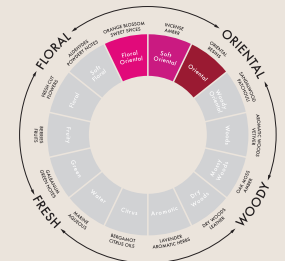 FLORAL
ORIENTAL
WOODY
FRESH
ORANGE BLOSSOM
SWEET SPICES
INCENSE
AMBER
ORIENTAL
RESINS
SANDALWOOD
PATCHOULI
AROMATIC WOODS
VETIVER
OAK MOSS
AMBER
DRY WOODS
LEATHER
LAVENDER
AROMATIC HERBS
BERGAMOT
CITRUS OILS
MARINE
AQUEOUS
GALBANUM
GREEN NOTES
BERRIES
FRUITS
FRESH CUT
FLOWERS
ALDEHYDES
POWDERY NOTES
Floral
Oriental
Soft
Oriental
Oriental
Woody
Oriental
Woods
Mossy
Woods
Dry
Woods
Aromatic
Citrus
Water
Green
Fruity
Floral
Soft
Floral